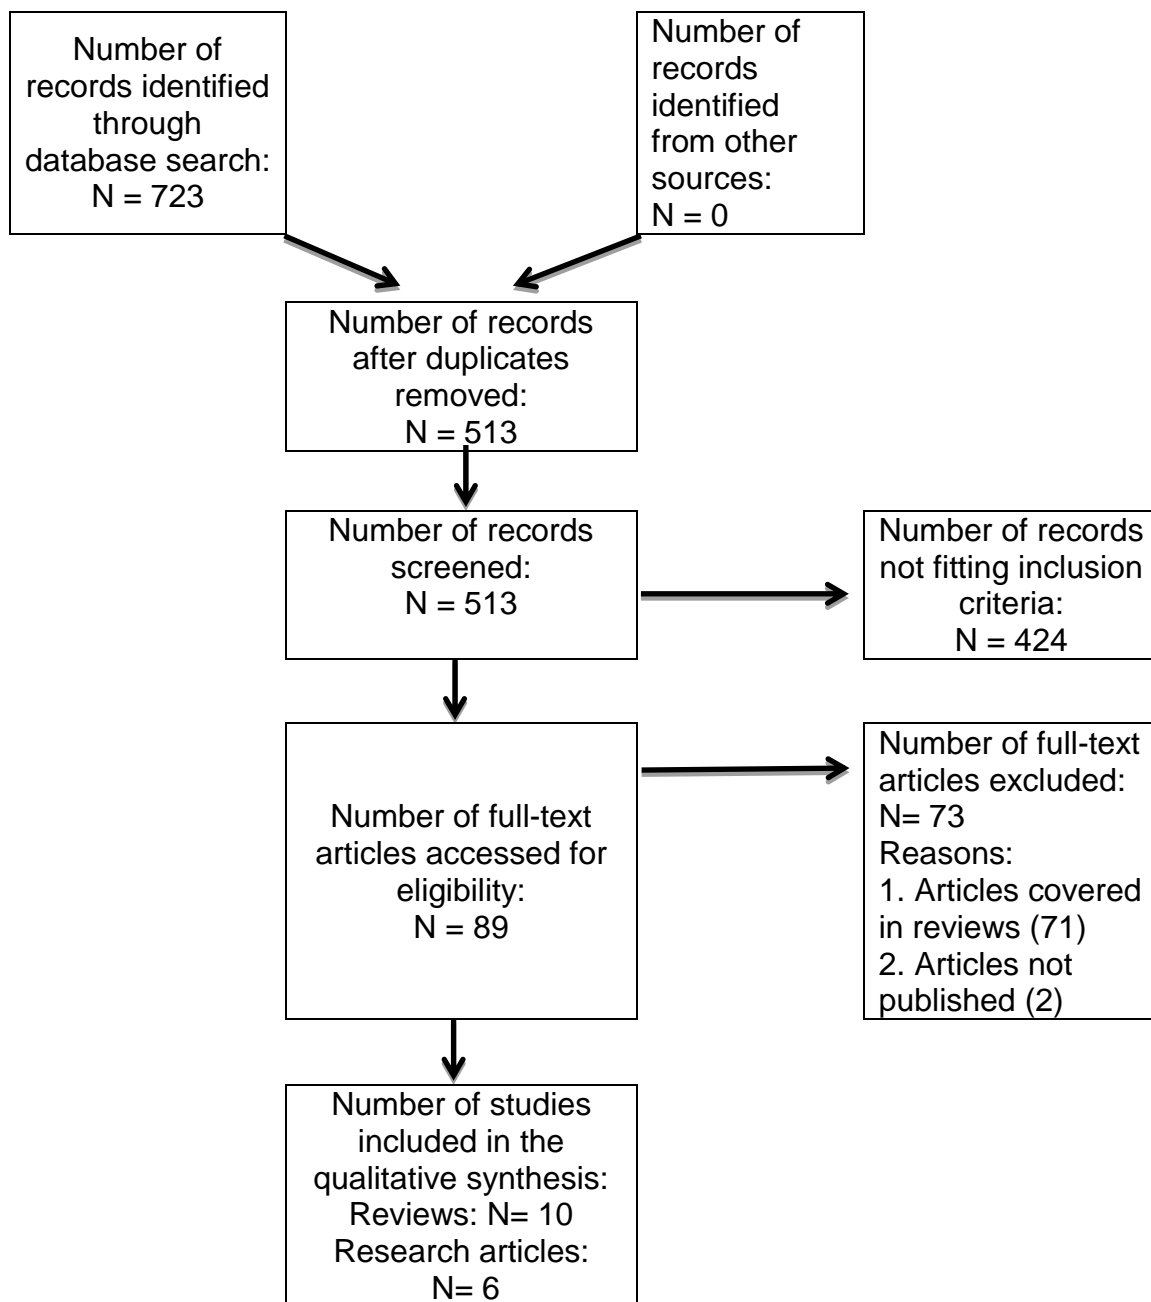 Number of
records identified
through
database search:
N = 723
Number of
records
identified
from other
sources:
N = 0
Number of records
after duplicates
removed:
N = 513
Number of records
screened:
N = 513
Number of records
not fitting inclusion
criteria:
N = 424
Number of full-text
articles accessed for
eligibility:
N = 89
Number of full-text
articles excluded:
N= 73
Reasons:
1. Articles covered
in reviews (71)
2. Articles not
published (2)
Number of studies
included in the
qualitative synthesis:
Reviews: N= 10
Research articles:
N= 6